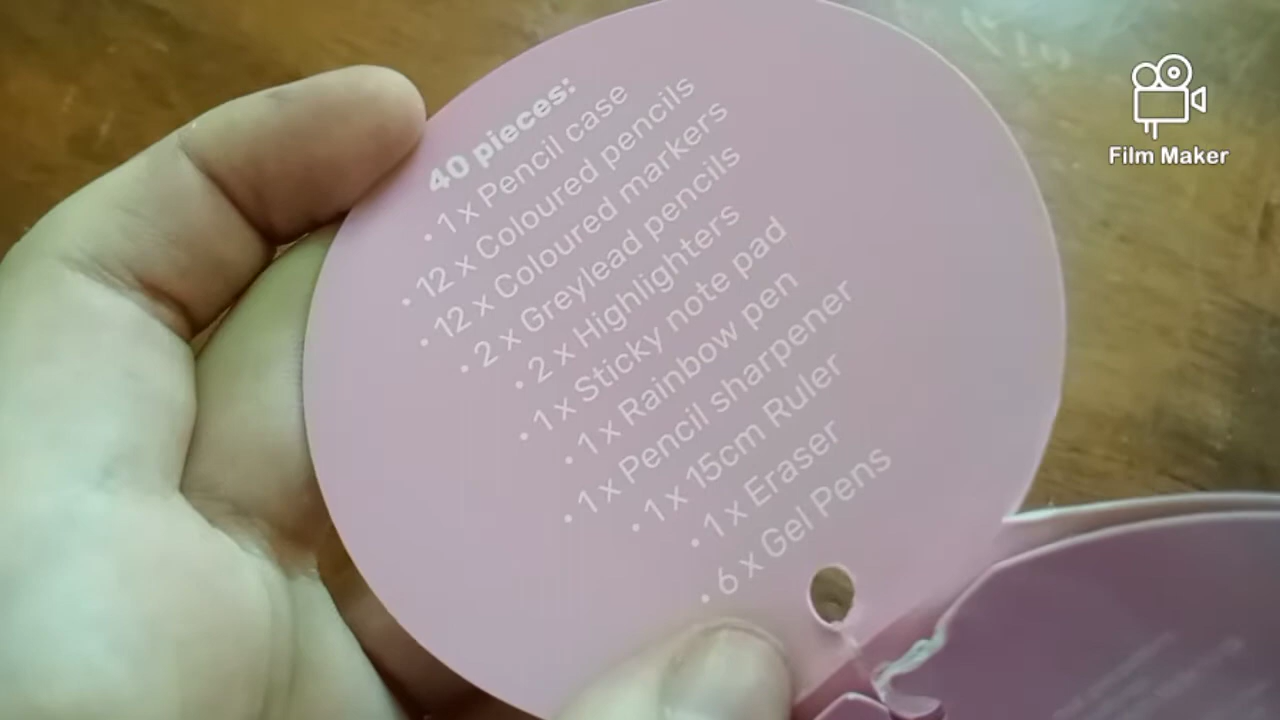 40 pieces:
• 1 x Pencil case
• 12 x Coloured pencils
• 12 x Coloured markers
• 2 x Greylead pencils
• 2 x Highlighters
• 1 x Sticky note pad
• 1 x Rainbow pen
• 1 x Pencil sharpener
• 1 x 15cm Ruler
• 1 x Eraser
• 6 x Gel Pens
Film Maker